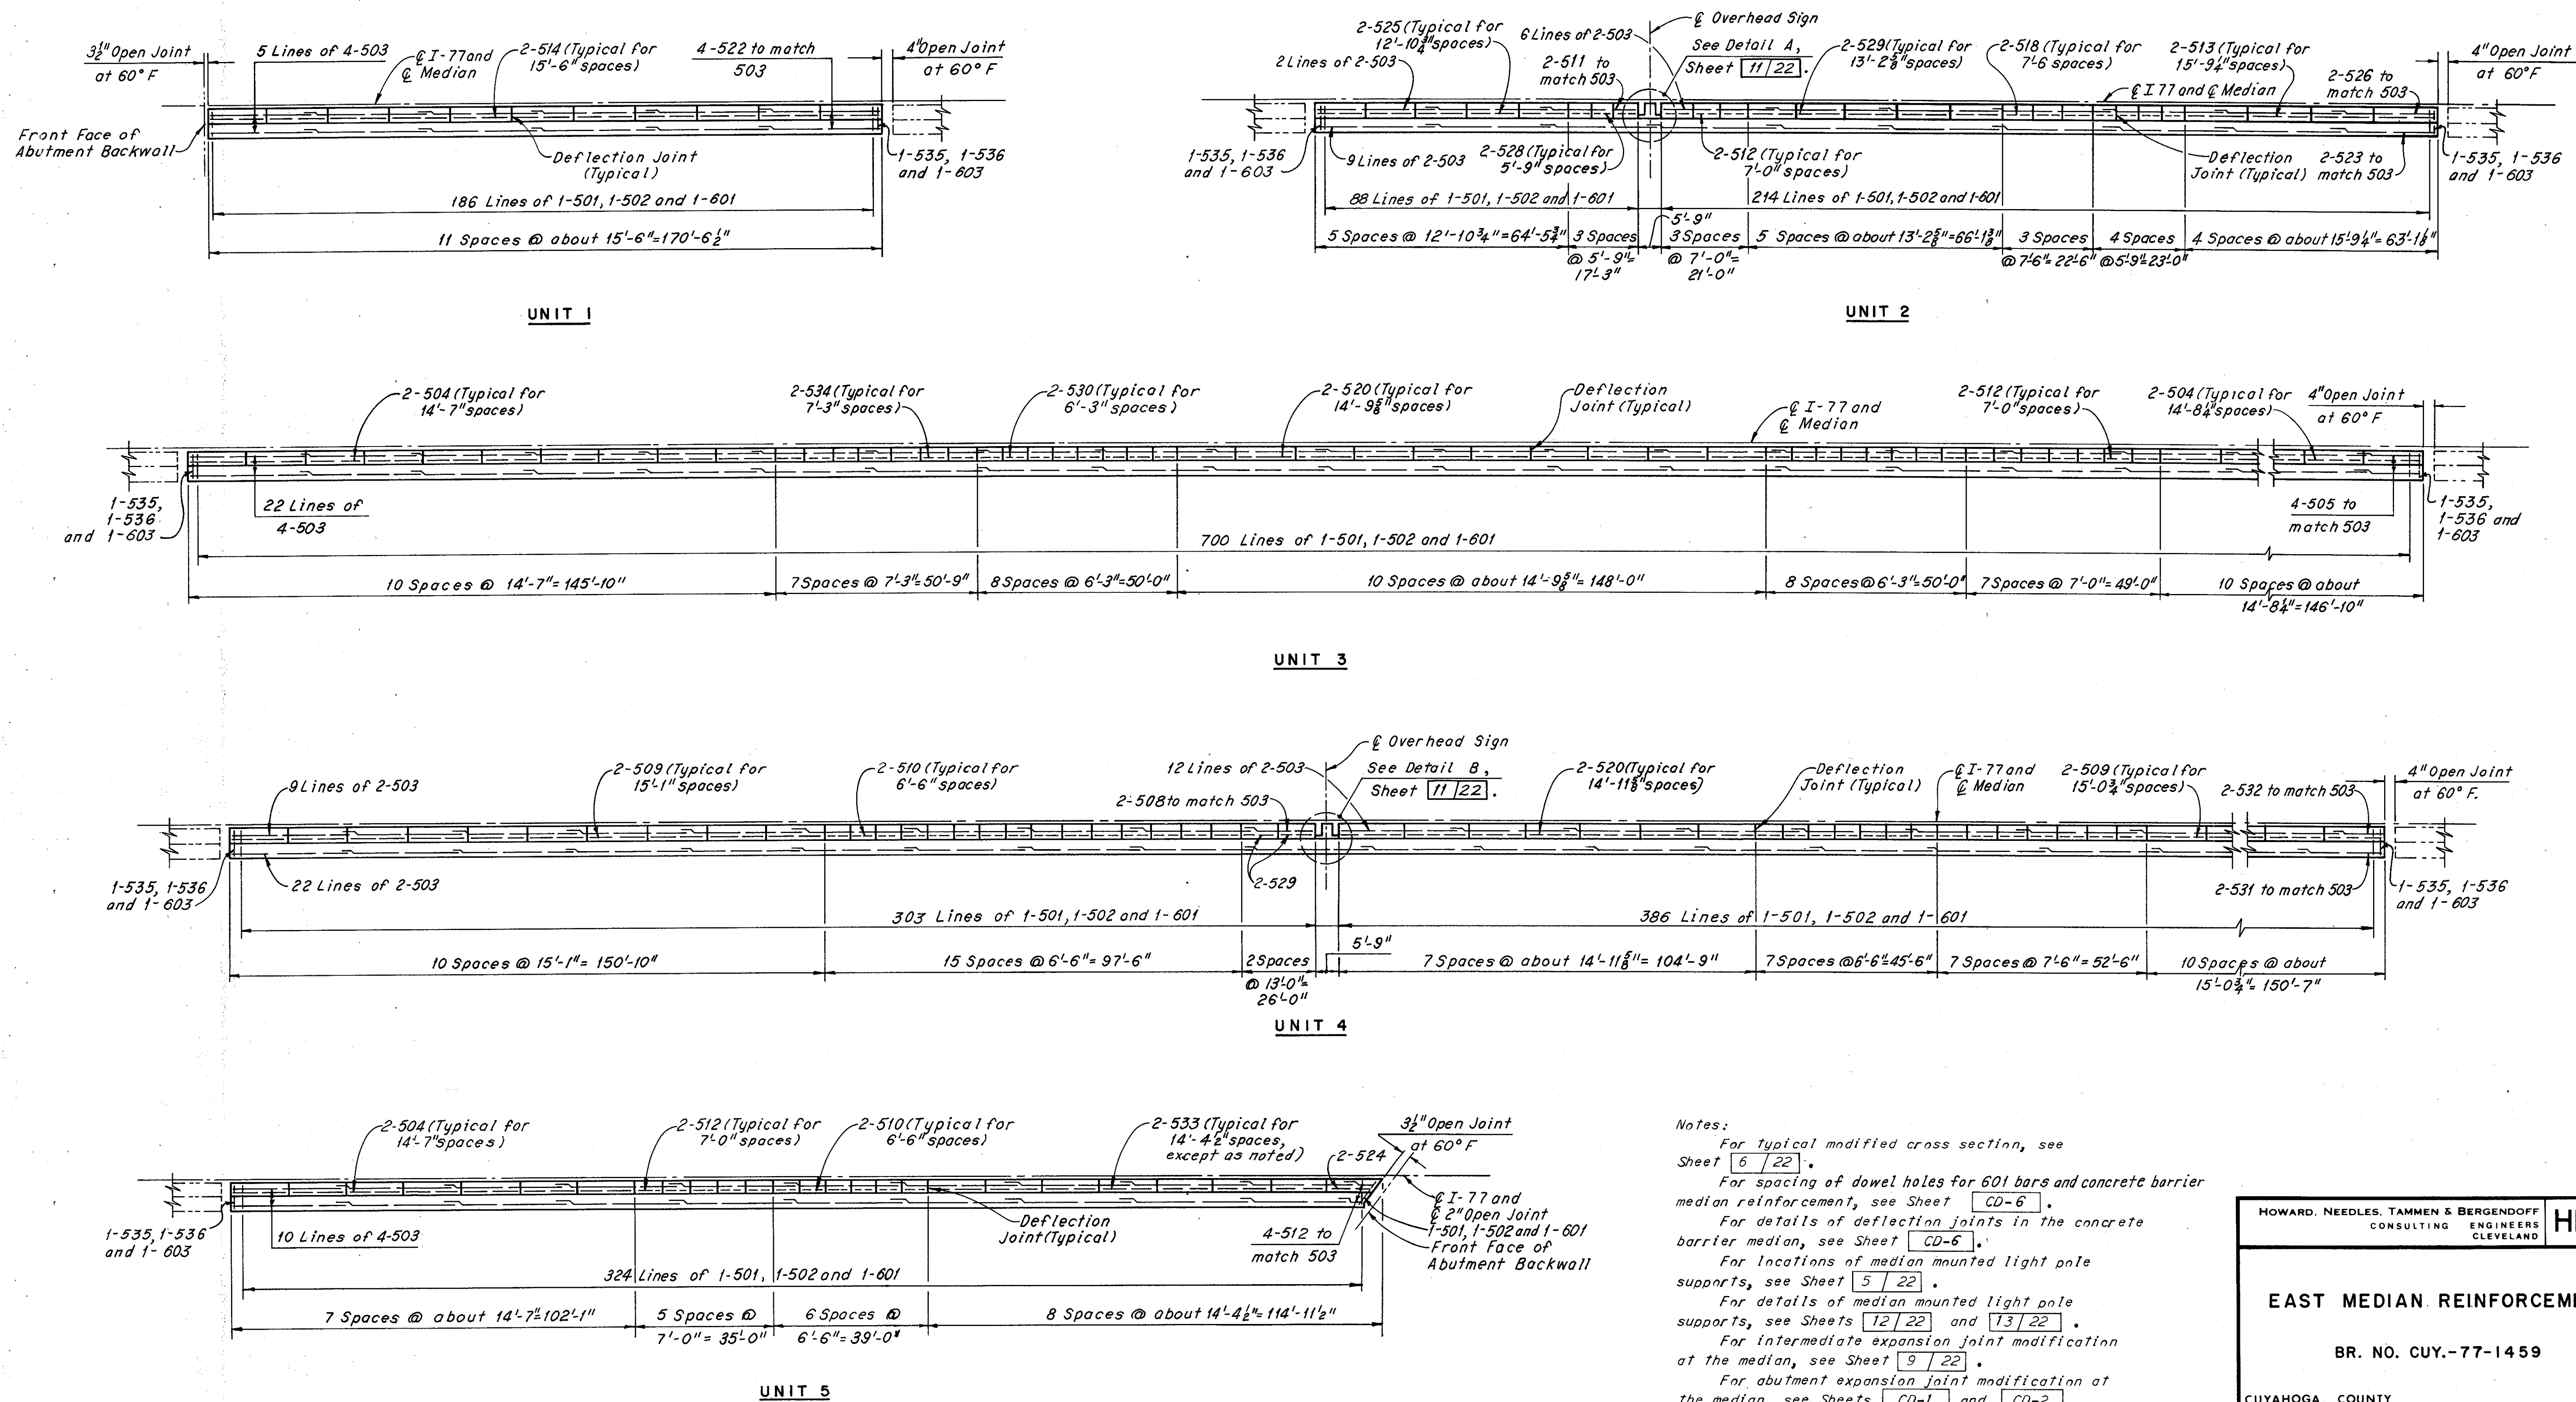 3½" Open Joint
at 60° F
5 Lines of 4-503
℄ I-77 and
℄ Median
2-514 (Typical for
15'-6" spaces)
4-522 to match
503
4" Open Joint
at 60° F
Front Face of
Abutment Backwall
Deflection Joint
(Typical)
1-535, 1-536
and 1-603
186 Lines of 1-501, 1-502 and 1-601
11 Spaces @ about 15'-6"=170'-6½"
UNIT 1
2-525 (Typical for
12'-10¾" spaces)
6 Lines of 2-503
℄ Overhead Sign
2 Lines of 2-503
2-511 to
match 503
See Detail A,
Sheet 11/22.
2-529 (Typical for
13'-2⅝" spaces)
2-518 (Typical for
7'-6 spaces)
2-513 (Typical for
15'-9¼" spaces)
℄ I 77 and ℄ Median
2-526 to
match 503
4" Open Joint
at 60° F
1-535, 1-536
and 1-603
9 Lines of 2-503
2-528 (Typical for
5'-9" spaces)
2-512 (Typical for
7'-0" spaces)
Deflection
Joint (Typical)
2-523 to
match 503
1-535, 1-536
and 1-603
88 Lines of 1-501, 1-502 and 1-601
5'-9"
214 Lines of 1-501, 1-502 and 1-601
5 Spaces @ 12'-10¾"=64'-5¾"
3 Spaces
@ 5'-9"=
17'-3"
3 Spaces
@ 7'-0"=
21'-0"
5 Spaces @ about 13'-2⅝"=66'-1⅜"
3 Spaces
@ 7'-6"= 22'-6"
4 Spaces
@ 5'-9"=23'-0"
4 Spaces @ about 15'-9¼"= 63'-1⅛"
UNIT 2
2-504 (Typical for
14'-7" spaces)
2-534 (Typical for
7'-3" spaces)
2-530 (Typical for
6'-3" spaces)
2-520 (Typical for
14'-9⅝" spaces)
Deflection
Joint (Typical)
℄ I-77 and
℄ Median
2-512 (Typical for
7'-0" spaces)
2-504 (Typical for
14'-8¼" spaces)
4" Open Joint
at 60° F
1-535,
1-536
and 1-603
22 Lines of
4-503
4-505 to
match 503
1-535,
1-536 and
1-603
700 Lines of 1-501, 1-502 and 1-601
10 Spaces @ 14'-7"= 145'-10"
7 Spaces @ 7'-3"= 50'-9"
8 Spaces @ 6'-3"=50'-0"
10 Spaces @ about 14'-9⅝"= 148'-0"
8 Spaces @ 6'-3"=50'-0"
7 Spaces @ 7'-0"= 49'-0"
10 Spaces @ about
14'-8¼"=146'-10"
UNIT 3
9 Lines of 2-503
2-509 (Typical for
15'-1" spaces)
2-510 (Typical for
6'-6" spaces)
12 Lines of 2-503
2-508 to match 503
℄ Overhead Sign
See Detail B,
Sheet 11/22.
2-520 (Typical for
14'-11⅝" spaces)
Deflection
Joint (Typical)
℄ I-77 and
℄ Median
2-509 (Typical for
15'-0¾" spaces)
2-532 to match 503
4" Open Joint
at 60° F.
1-535, 1-536
and 1-603
22 Lines of 2-503
2-529
2-531 to match 503
1-535, 1-536
and 1-603
303 Lines of 1-501, 1-502 and 1-601
386 Lines of 1-501, 1-502 and 1-601
10 Spaces @ 15'-1"= 150'-10"
15 Spaces @ 6'-6"= 97'-6"
2 Spaces
@ 13'-0"=
26'-0"
5'-9"
7 Spaces @ about 14'-11⅝"= 104'-9"
7 Spaces @ 6'-6"=45'-6"
7 Spaces @ 7'-6"= 52'-6"
10 Spaces @ about
15'-0¾"= 150'-7"
UNIT 4
2-504 (Typical for
14'-7" spaces)
2-512 (Typical for
7'-0" spaces)
2-510 (Typical for
6'-6" spaces)
2-533 (Typical for
14'-4½" spaces,
except as noted)
2-524
3½" Open Joint
at 60° F
1-535, 1-536
and 1-603
10 Lines of 4-503
Deflection
Joint (Typical)
4-512 to
match 503
℄ I-77 and
℄ 2" Open Joint
1-501, 1-502 and 1-601
Front Face of
Abutment Backwall
324 Lines of 1-501, 1-502 and 1-601
7 Spaces @ about 14'-7"=102'-1"
5 Spaces @
7'-0"= 35'-0"
6 Spaces @
6'-6"= 39'-0"
8 Spaces @ about 14'-4½"= 114'-11½"
UNIT 5
Notes:
For typical modified cross section, see
Sheet 6/22.
For spacing of dowel holes for 601 bars and concrete barrier
median reinforcement, see Sheet CD-6.
For details of deflection joints in the concrete
barrier median, see Sheet CD-6.
For locations of median mounted light pole
supports, see Sheet 5/22.
For details of median mounted light pole
supports, see Sheets 12/22 and 13/22.
For intermediate expansion joint modification
at the median, see Sheet 9/22.
For abutment expansion joint modification at
the median, see Sheets CD-1 and CD-2
HOWARD, NEEDLES, TAMMEN & BERGENDOFF
CONSULTING ENGINEERS
CLEVELAND
EAST MEDIAN REINFORCEM
BR. NO. CUY.-77-1459
CUYAHOGA COUNTY